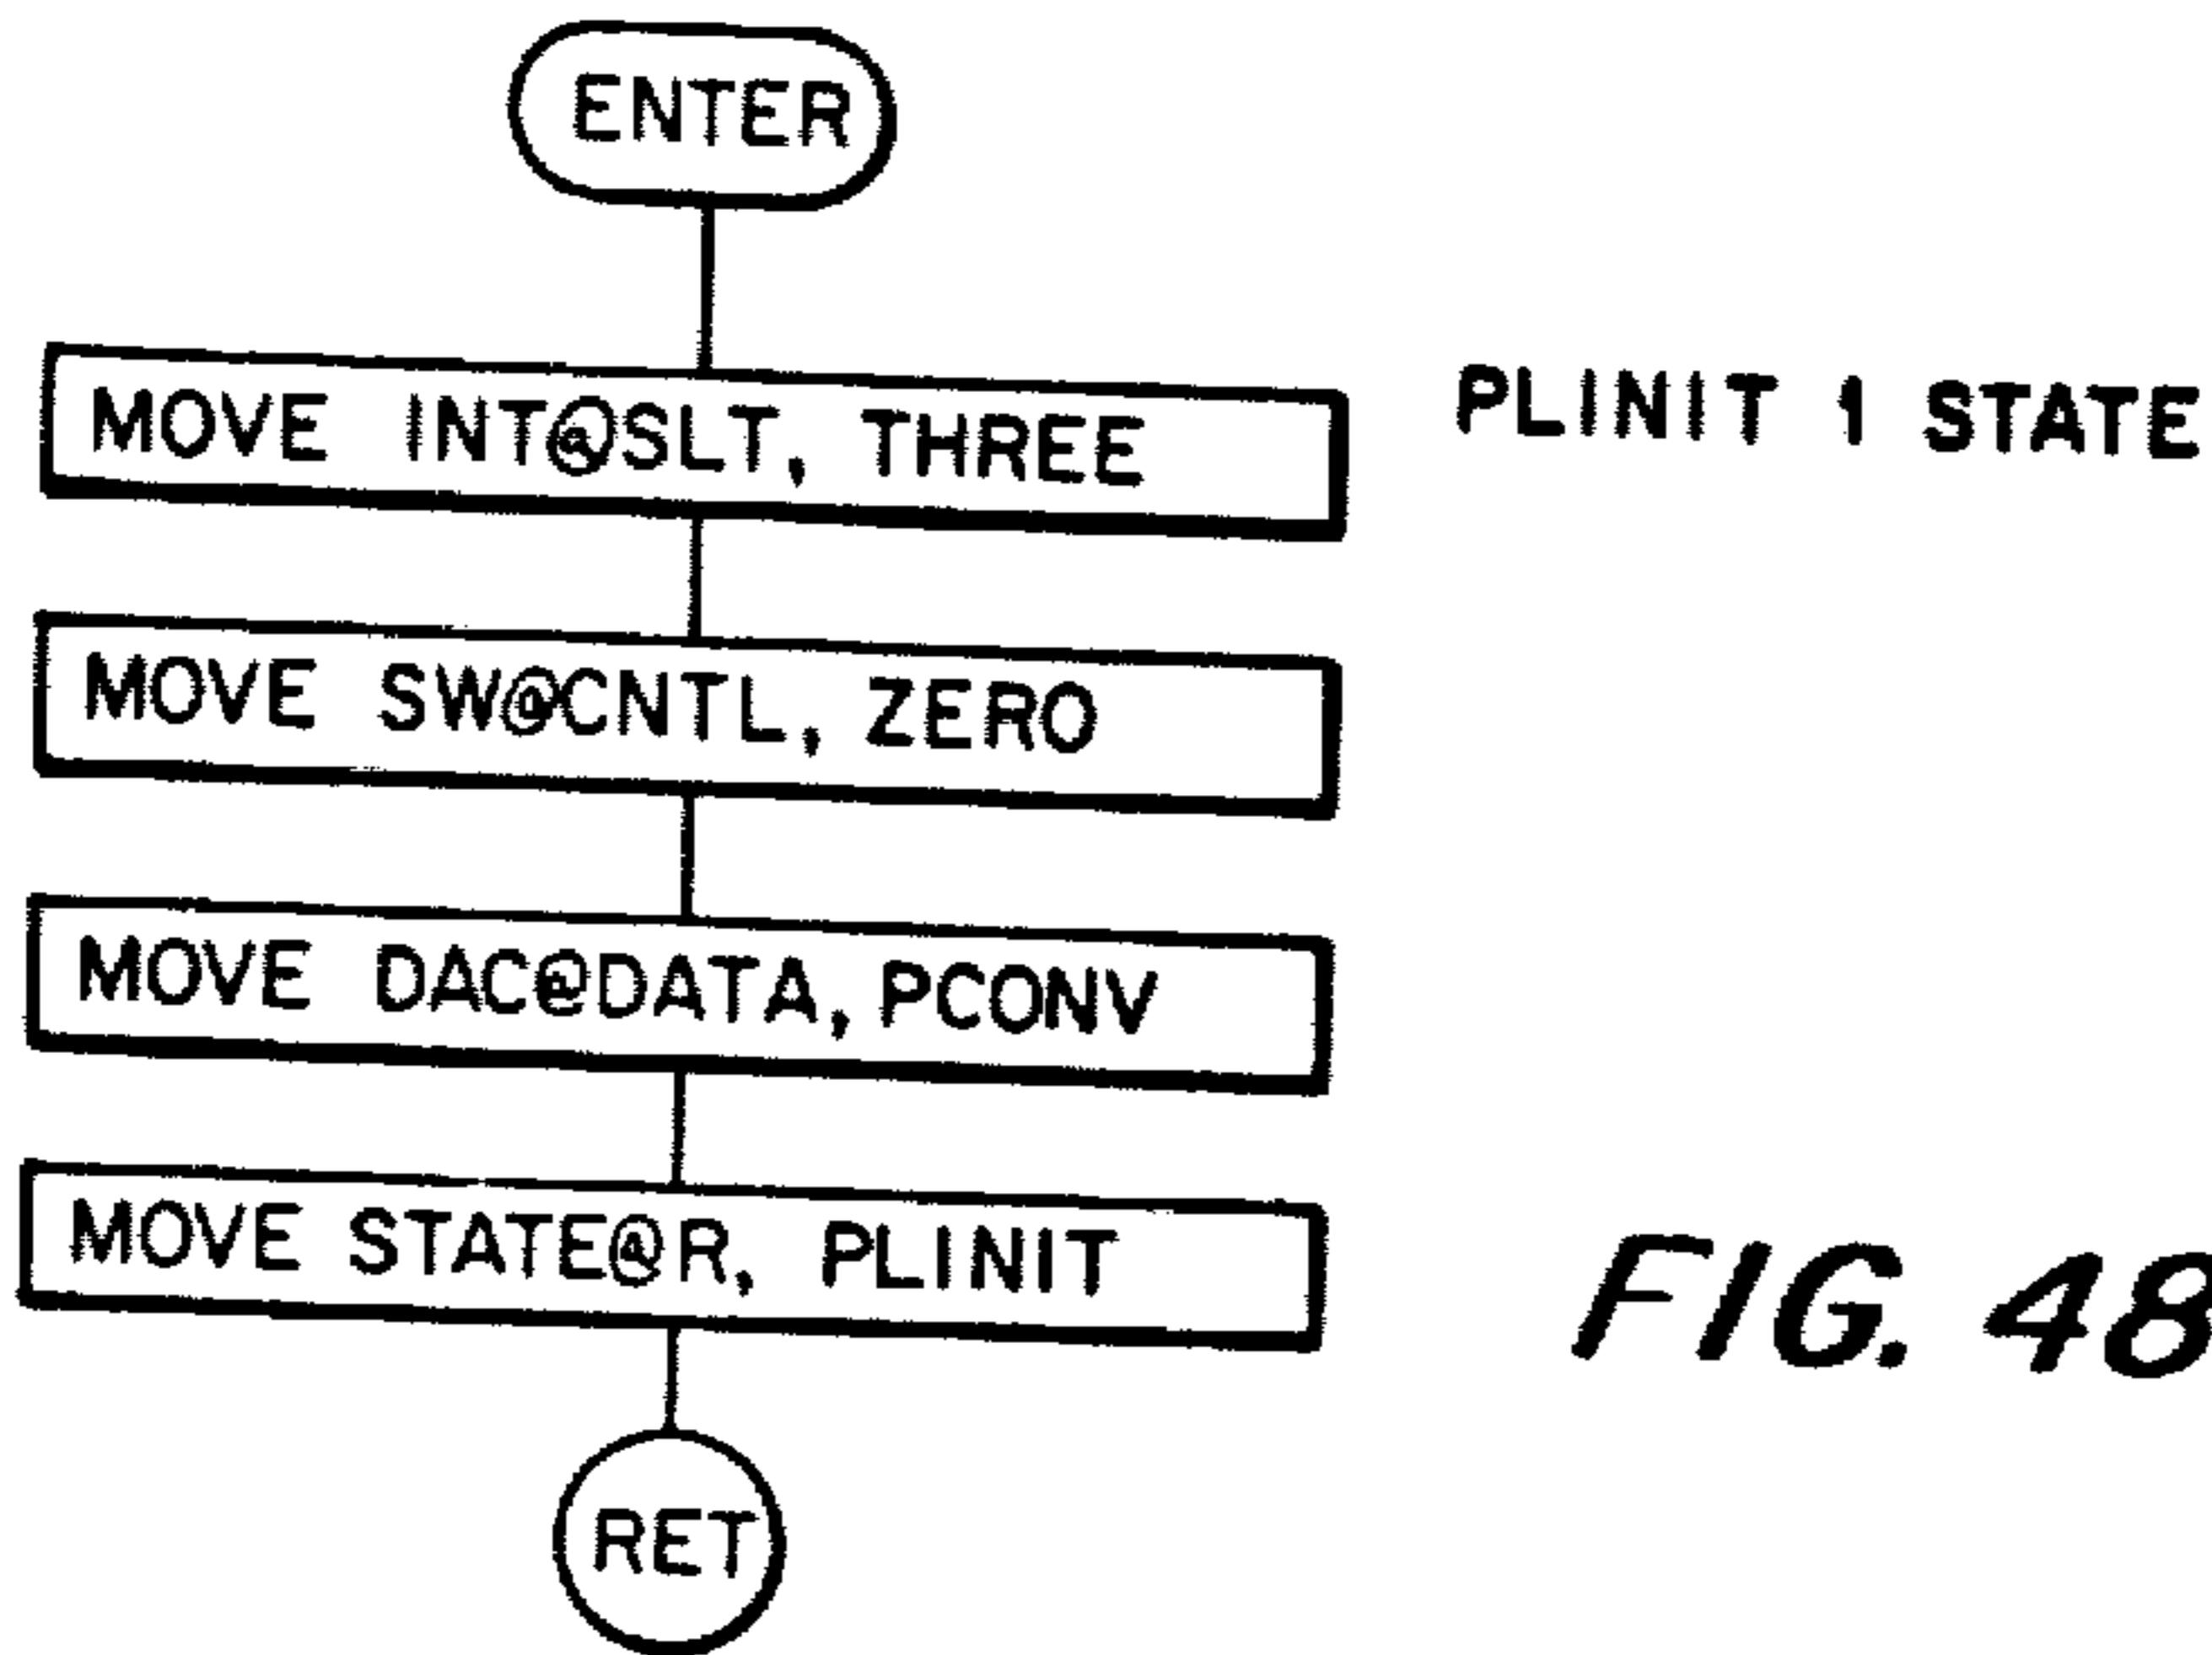 ENTER
MOVE INT@SLT, THREE
PLINIT 1 STATE
MOVE SW@CNTL, ZERO
MOVE DAC@DATA, PCONV
MOVE STATE@R, PLINIT
FIG. 48
RET